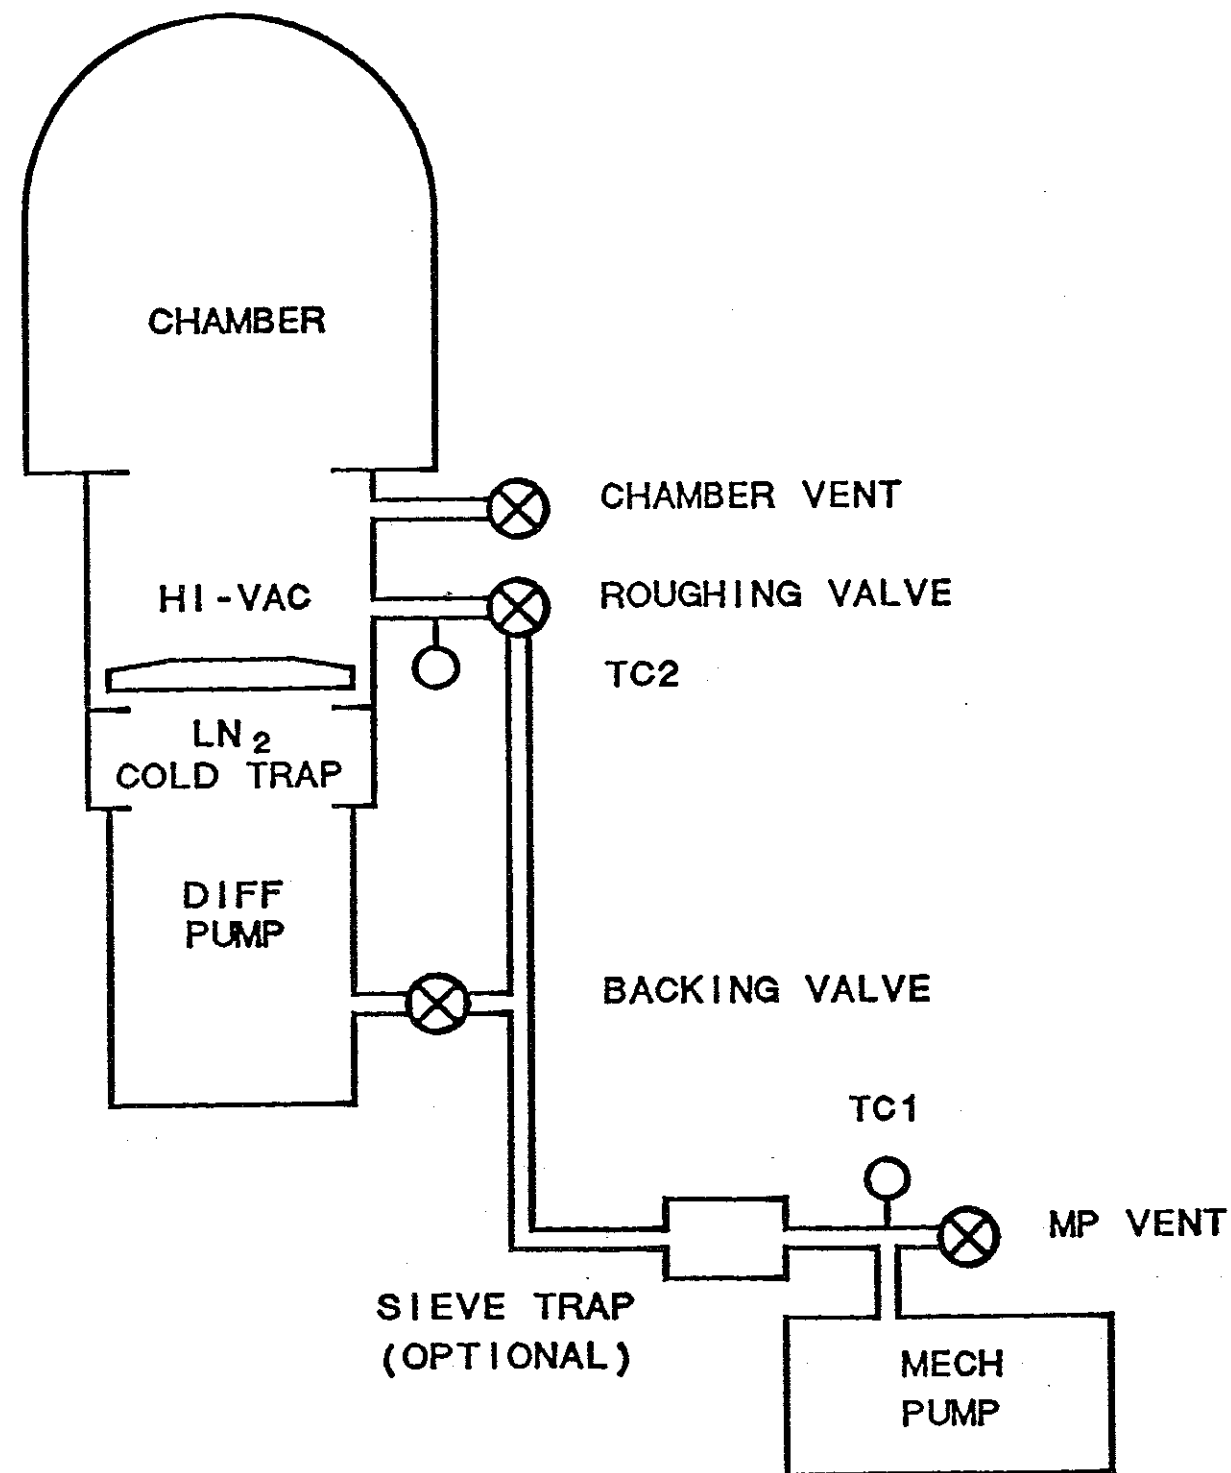 CHAMBER
CHAMBER VENT
HI-VAC
ROUGHING VALVE
TC2
LN2
COLD TRAP
DIFF
PUMP
BACKING VALVE
TC1
MP VENT
SIEVE TRAP
(OPTIONAL)
MECH
PUMP